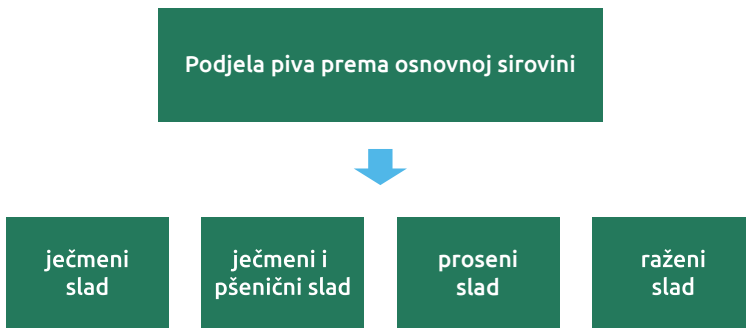 Podjela piva prema osnovnoj sirovini
ječmeni
slad
ječmeni i
pšenični slad
proseni
slad
raženi
slad